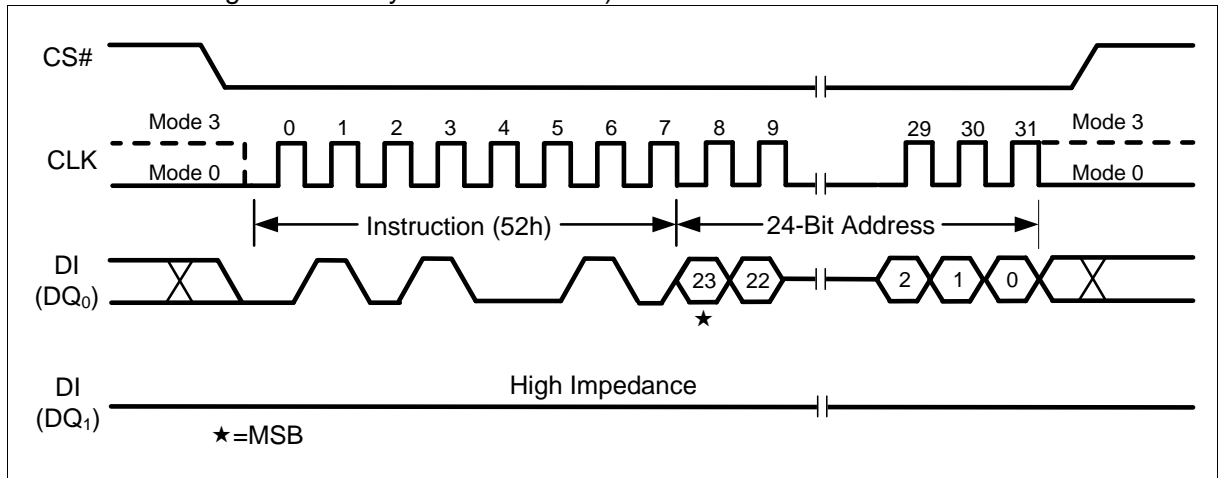 CS#
Mode 3 0 1 2 3 4 5 6 7 8 9 29 30 31 Mode 3
CLK
Mode 0 Mode 0
Instruction (52h) 24-Bit Address
DI
(DQ0) 23 22 2 1 0
★
DI High Impedance
(DQ1)
★=MSB